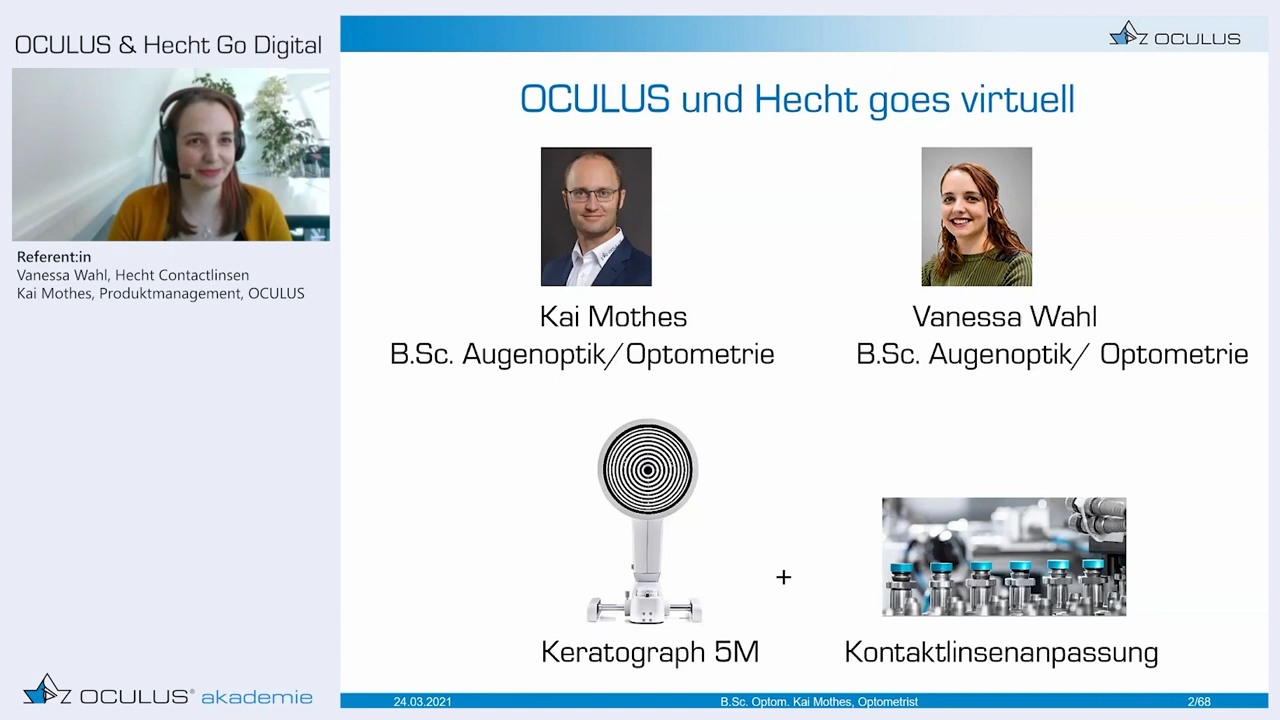 OCULUS & Hecht Go Digital
Referent:in
Vanessa Wahl, Hecht Contactlinsen
Kai Mothes, Produktmanagement, OCULUS
OCULUS® akademie
OCULUS
OCULUS und Hecht goes virtuell
Kai Mothes
B.Sc. Augenoptik/Optometrie
Vanessa Wahl
B.Sc. Augenoptik/ Optometrie
+
Keratograph 5M
Kontaktlinsenanpassung
24.03.2021
B.Sc. Optom. Kai Mothes, Optometrist
2/68